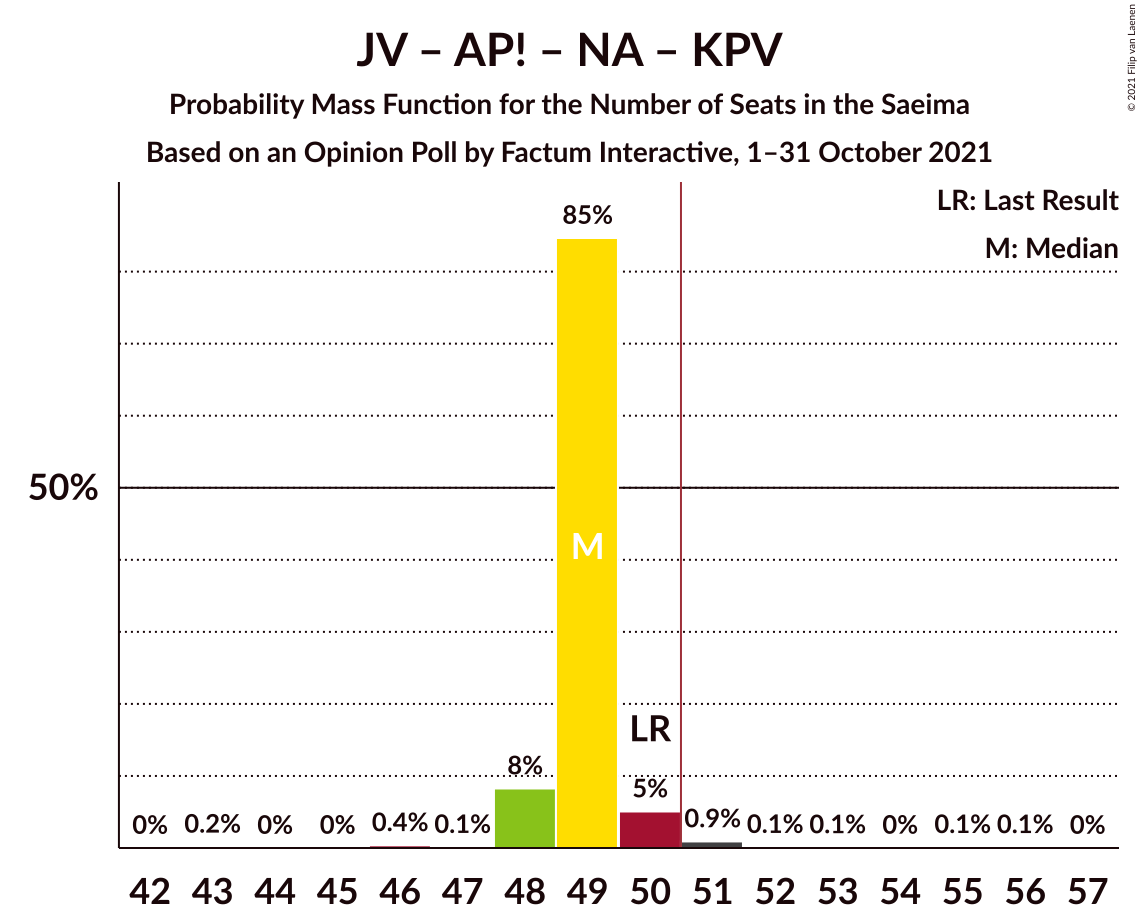 JV – AP! – NA – KPV
Probability Mass Function for the Number of Seats in the Saeima
Based on an Opinion Poll by Factum Interactive, 1–31 October 2021
© 2021 Filip van Laenen
LR: Last Result
M: Median
85%
50%
M
LR
8%
5%
0% 0.2% 0% 0% 0.4% 0.1% 0.9% 0.1% 0.1% 0% 0.1% 0.1% 0%
42 43 44 45 46 47 48 49 50 51 52 53 54 55 56 57